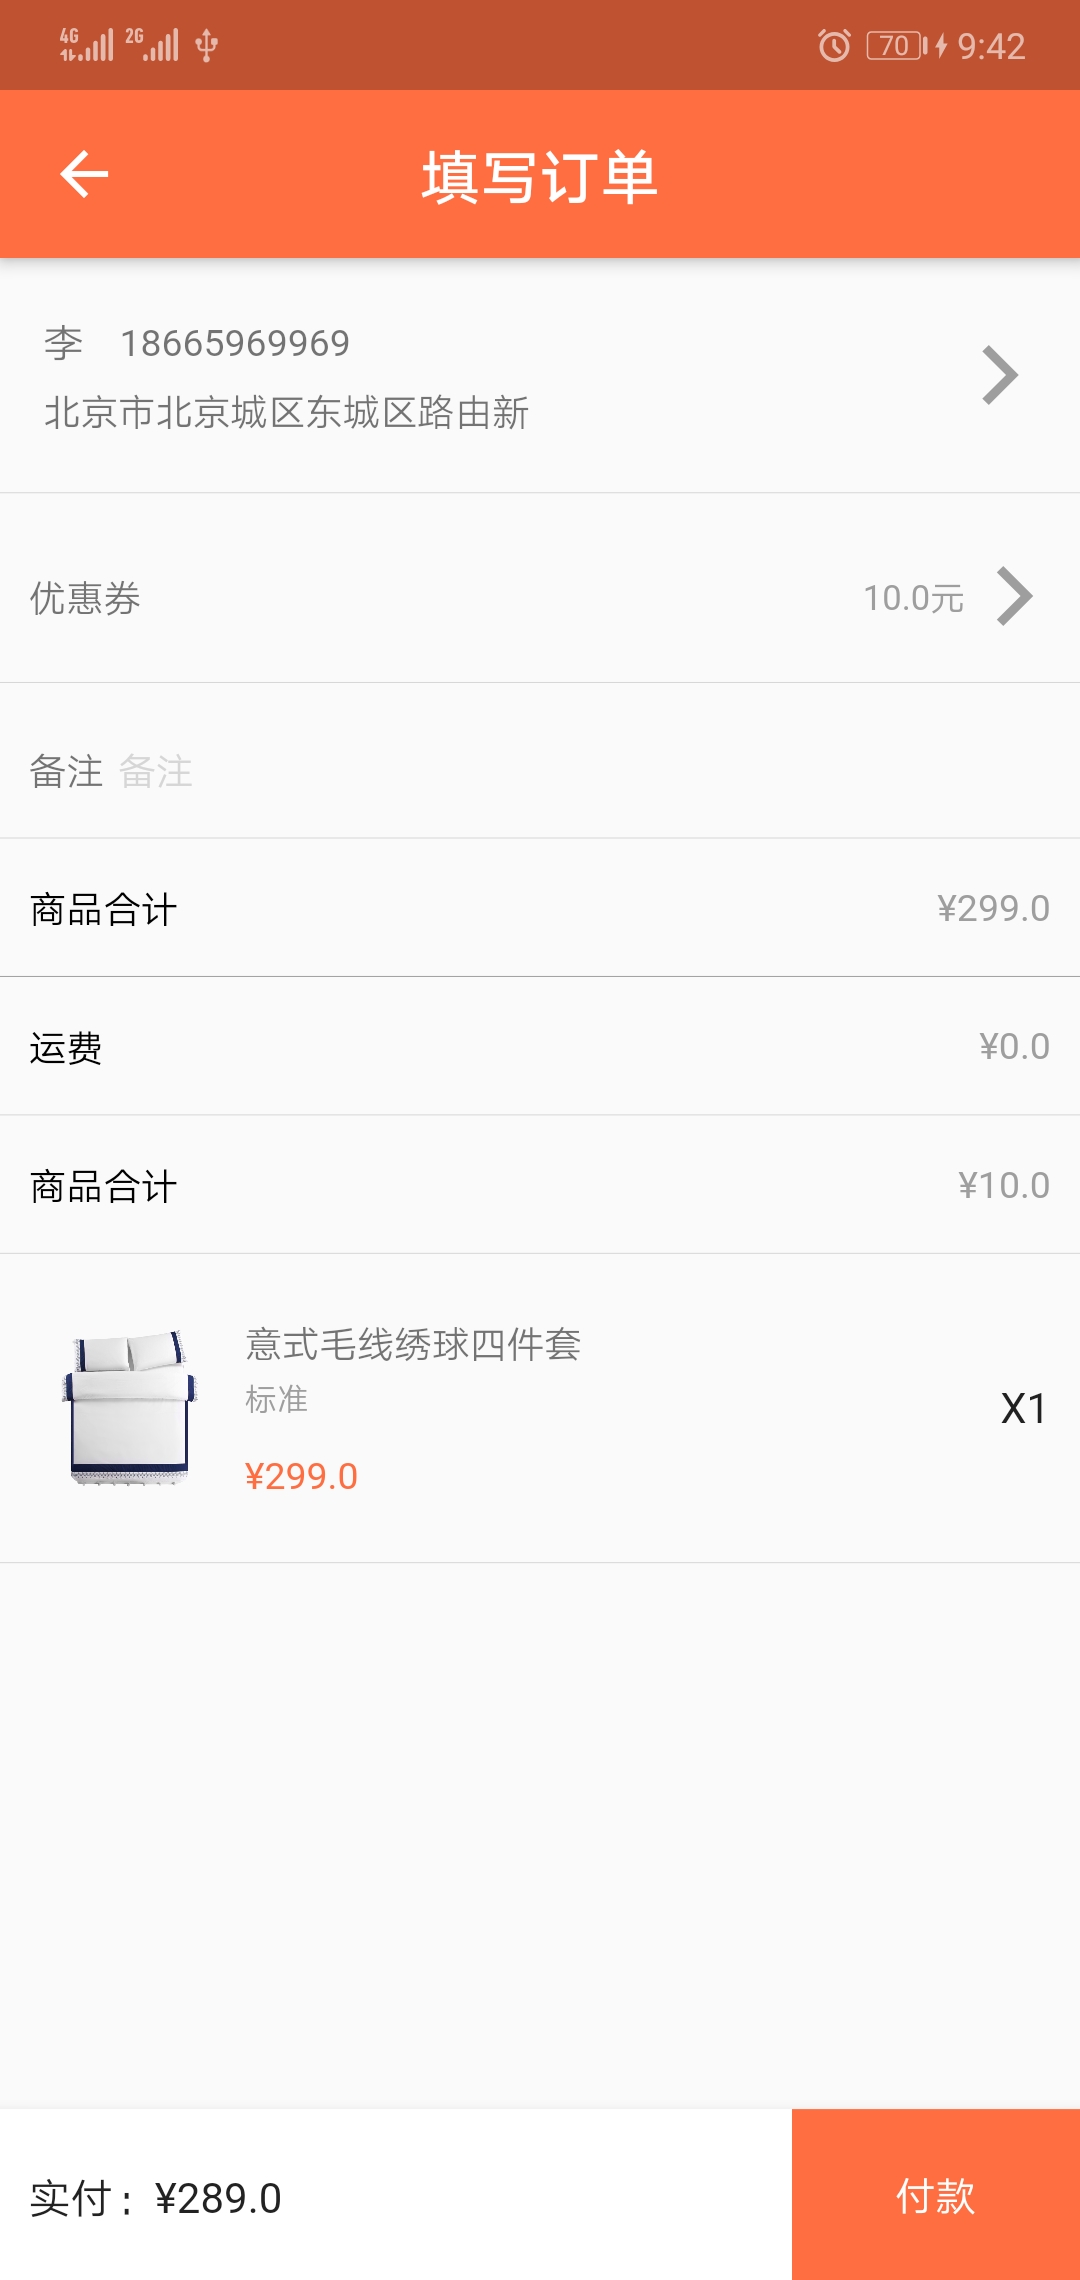 4G 2G 70 9:42
填写订单
李 18665969969
北京市北京城区东城区路由新
优惠券 10.0元
备注 备注
商品合计 ¥299.0
运费 ¥0.0
商品合计 ¥10.0
意式毛线绣球四件套
标准
X1
¥299.0
实付：¥289.0 付款